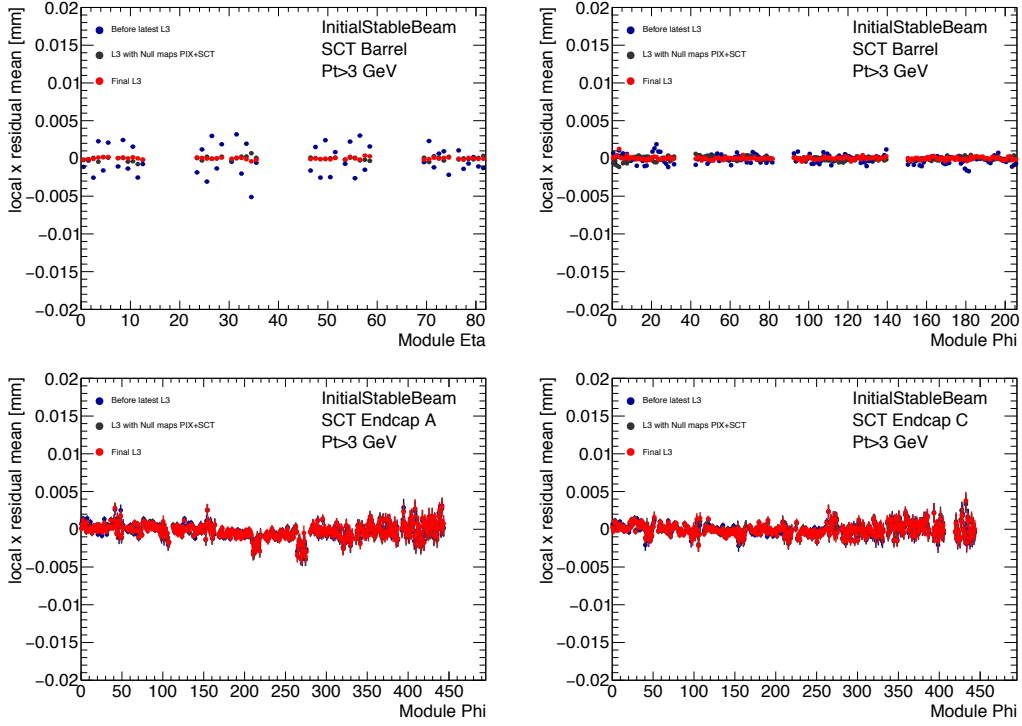 local x residual mean [mm]
0.02
0.015
0.01
0.005
0
−0.005
−0.01
−0.015
−0.02
Before latest L3
L3 with Null maps PIX+SCT
Final L3
InitialStableBeam
SCT Barrel
Pt>3 GeV
0 10 20 30 40 50 60 70 80
Module Eta
local x residual mean [mm]
0.02
0.015
0.01
0.005
0
−0.005
−0.01
−0.015
−0.02
Before latest L3
L3 with Null maps PIX+SCT
Final L3
InitialStableBeam
SCT Barrel
Pt>3 GeV
0 20 40 60 80 100 120 140 160 180 200
Module Phi
local x residual mean [mm]
0.02
0.015
0.01
0.005
0
−0.005
−0.01
−0.015
−0.02
Before latest L3
L3 with Null maps PIX+SCT
Final L3
InitialStableBeam
SCT Endcap A
Pt>3 GeV
0 50 100 150 200 250 300 350 400 450
Module Phi
local x residual mean [mm]
0.02
0.015
0.01
0.005
0
−0.005
−0.01
−0.015
−0.02
Before latest L3
L3 with Null maps PIX+SCT
Final L3
InitialStableBeam
SCT Endcap C
Pt>3 GeV
0 50 100 150 200 250 300 350 400 450
Module Phi